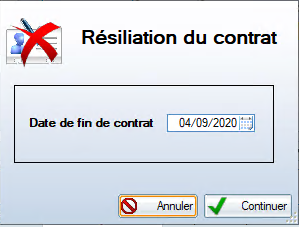 Résiliation du contrat
Date de fin de contrat 04/09/2020
Annuler Continuer